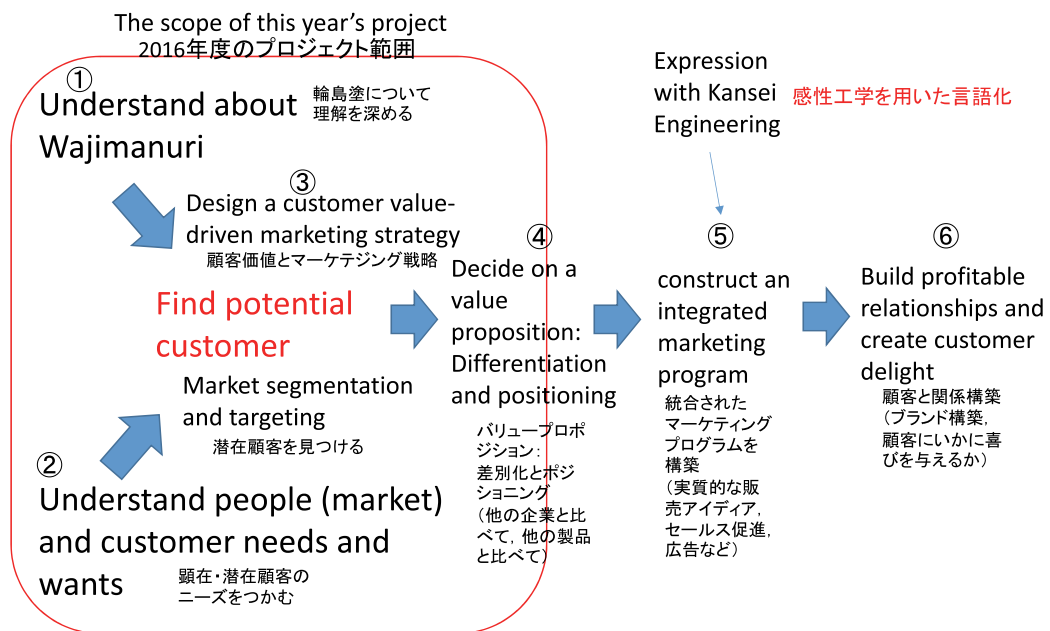 The scope of this year's project
2016年度のプロジェクト範囲
①
Understand about
Wajimanuri
輪島塗について
理解を深める
③
Design a customer value-
driven marketing strategy
顧客価値とマーケテジング戦略
Find potential
customer
Market segmentation
and targeting
潜在顧客を見つける
②
Understand people (market)
and customer needs and
wants
顕在・潜在顧客の
ニーズをつかむ
④
Decide on a
value
proposition:
Differentiation
and positioning
バリュープロポ
ジション:
差別化とポジ
ショニング
(他の企業と比
べて, 他の製品
と比べて)
Expression
with Kansei
Engineering
感性工学を用いた言語化
⑤
construct an
integrated
marketing
program
統合された
マーケティング
プログラムを
構築
(実質的な販
売アイディア,
セールス促進,
広告など)
⑥
Build profitable
relationships and
create customer
delight
顧客と関係構築
(ブランド構築,
顧客にいかに喜
びを与えるか)